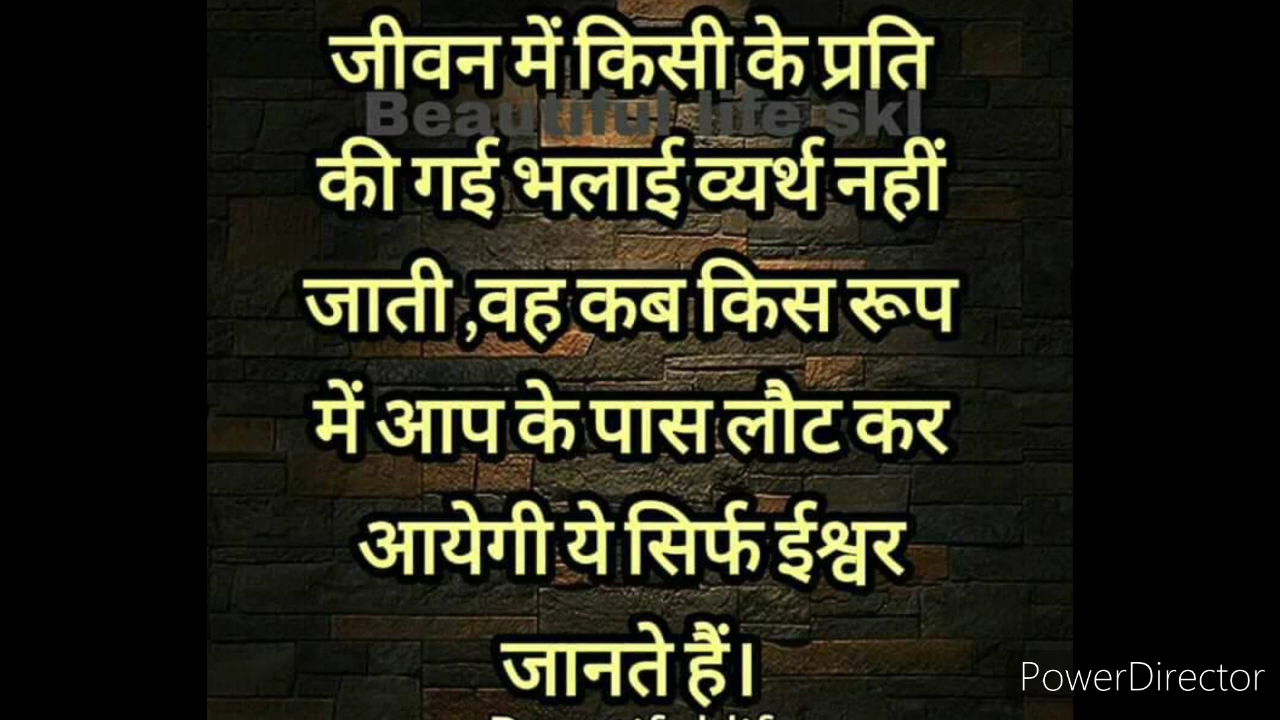 जीवन में किसी के प्रति
Beautiful life skl
की गई भलाई व्यर्थ नहीं
जाती ,वह कब किस रूप
में आप के पास लौट कर
आयेगी ये सिर्फ ईश्वर
जानते हैं।
PowerDirector